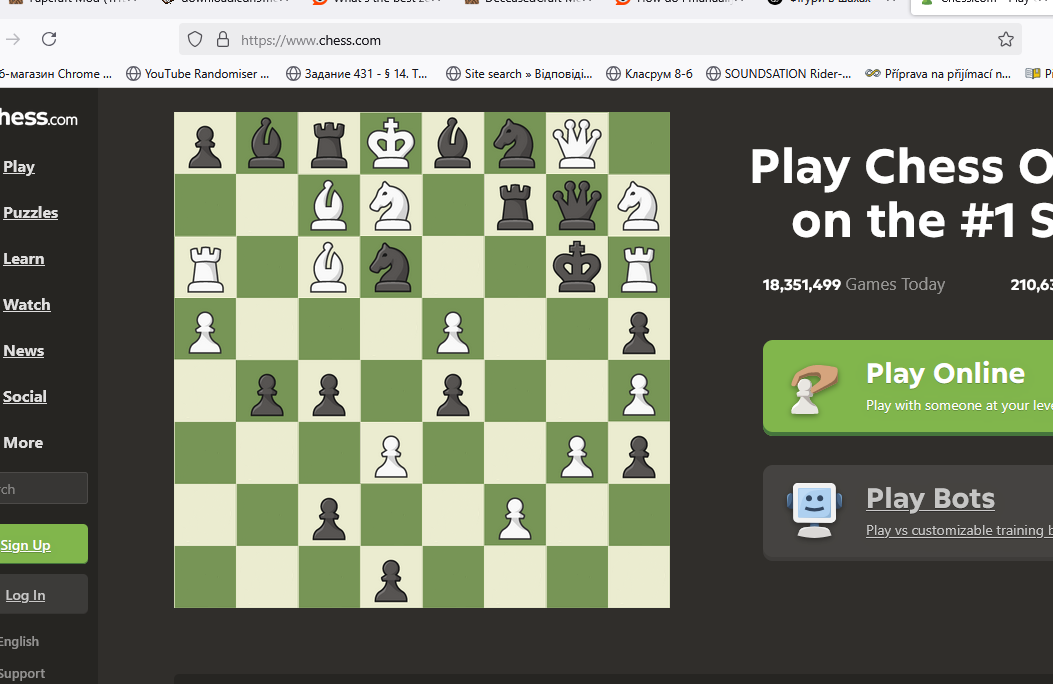 https://www.chess.com
б-магазин Chrome ... YouTube Randomiser ... Задание 431 - § 14. Т... Site search » Відповіді... Класрум 8-б SOUNDSATION Rider-... Příprava na přijímací n...
hess.com
Play
Puzzles
Learn
Watch
News
Social
More
rch
Sign Up
Log In
English
Support
Play Chess O
on the #1 S
18,351,499 Games Today 210,63
Play Online
Play with someone at your leve
Play Bots
Play vs customizable training b